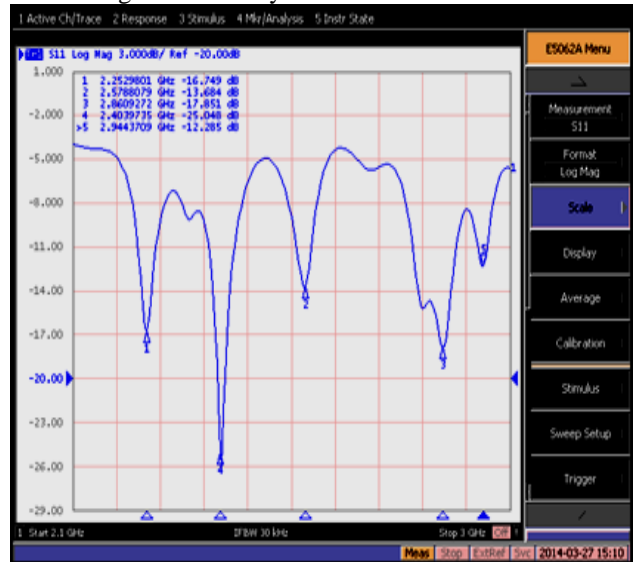 1 Active Ch/Trace 2 Response 3 Stimulus 4 Mkr/Analysis 5 Instr State
S11 Log Mag 3.000dB/ Ref -20.00dB
E5062A Menu
1 2.2529801 GHz -16.749 dB
2 2.5788079 GHz -13.684 dB
3 2.8609272 GHz -17.851 dB
4 2.4039735 GHz -25.048 dB
>5 2.9443709 GHz -12.285 dB
1.000
-2.000
-5.000
-8.000
-11.00
-14.00
-17.00
-20.00
-23.00
-26.00
-29.00
1
1
4
2
3
5
Measurement
S11
Format
Log Mag
Scale
Display
Average
Calibration
Stimulus
Sweep Setup
Trigger
1 Start 2.1 GHz IFBW 30 kHz Stop 3 GHz Off !
Meas Stop ExtRef Svc 2014-03-27 15:10